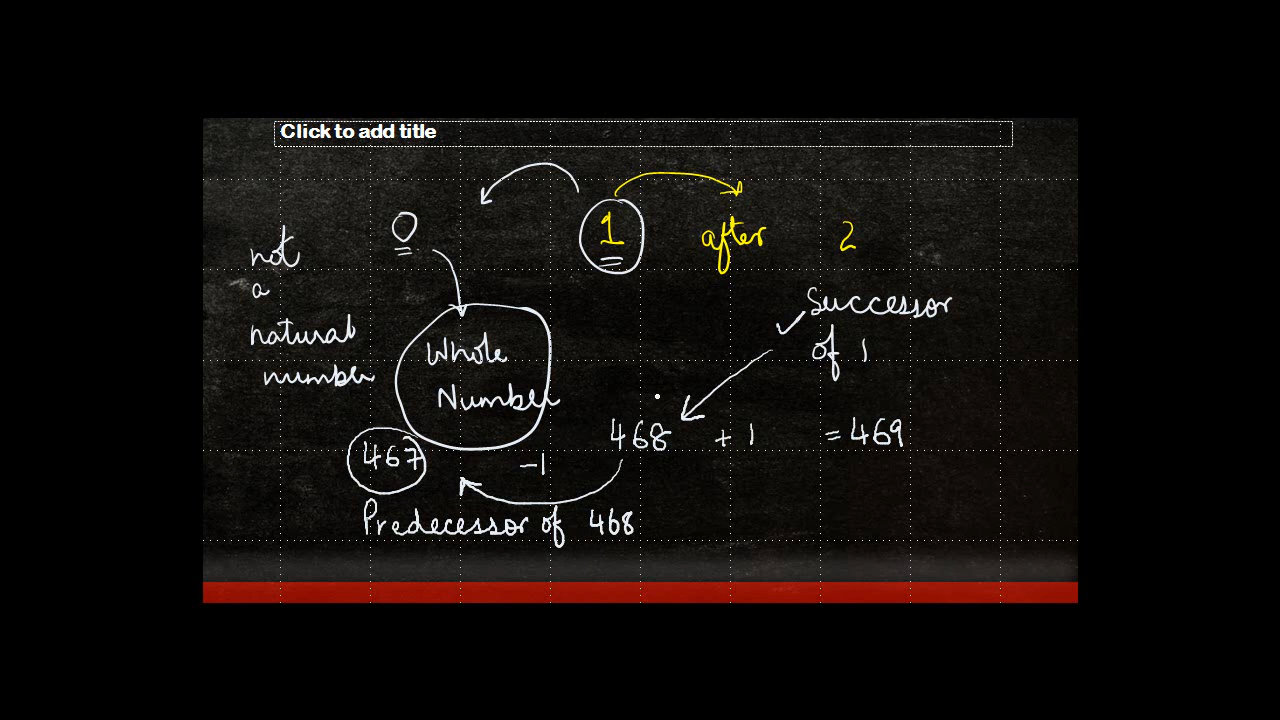 Click to add title
0 1 after 2
not
a
natural
number
Whole
Number
Successor
of 1
468 + 1 = 469
467 -1
Predecessor of 468